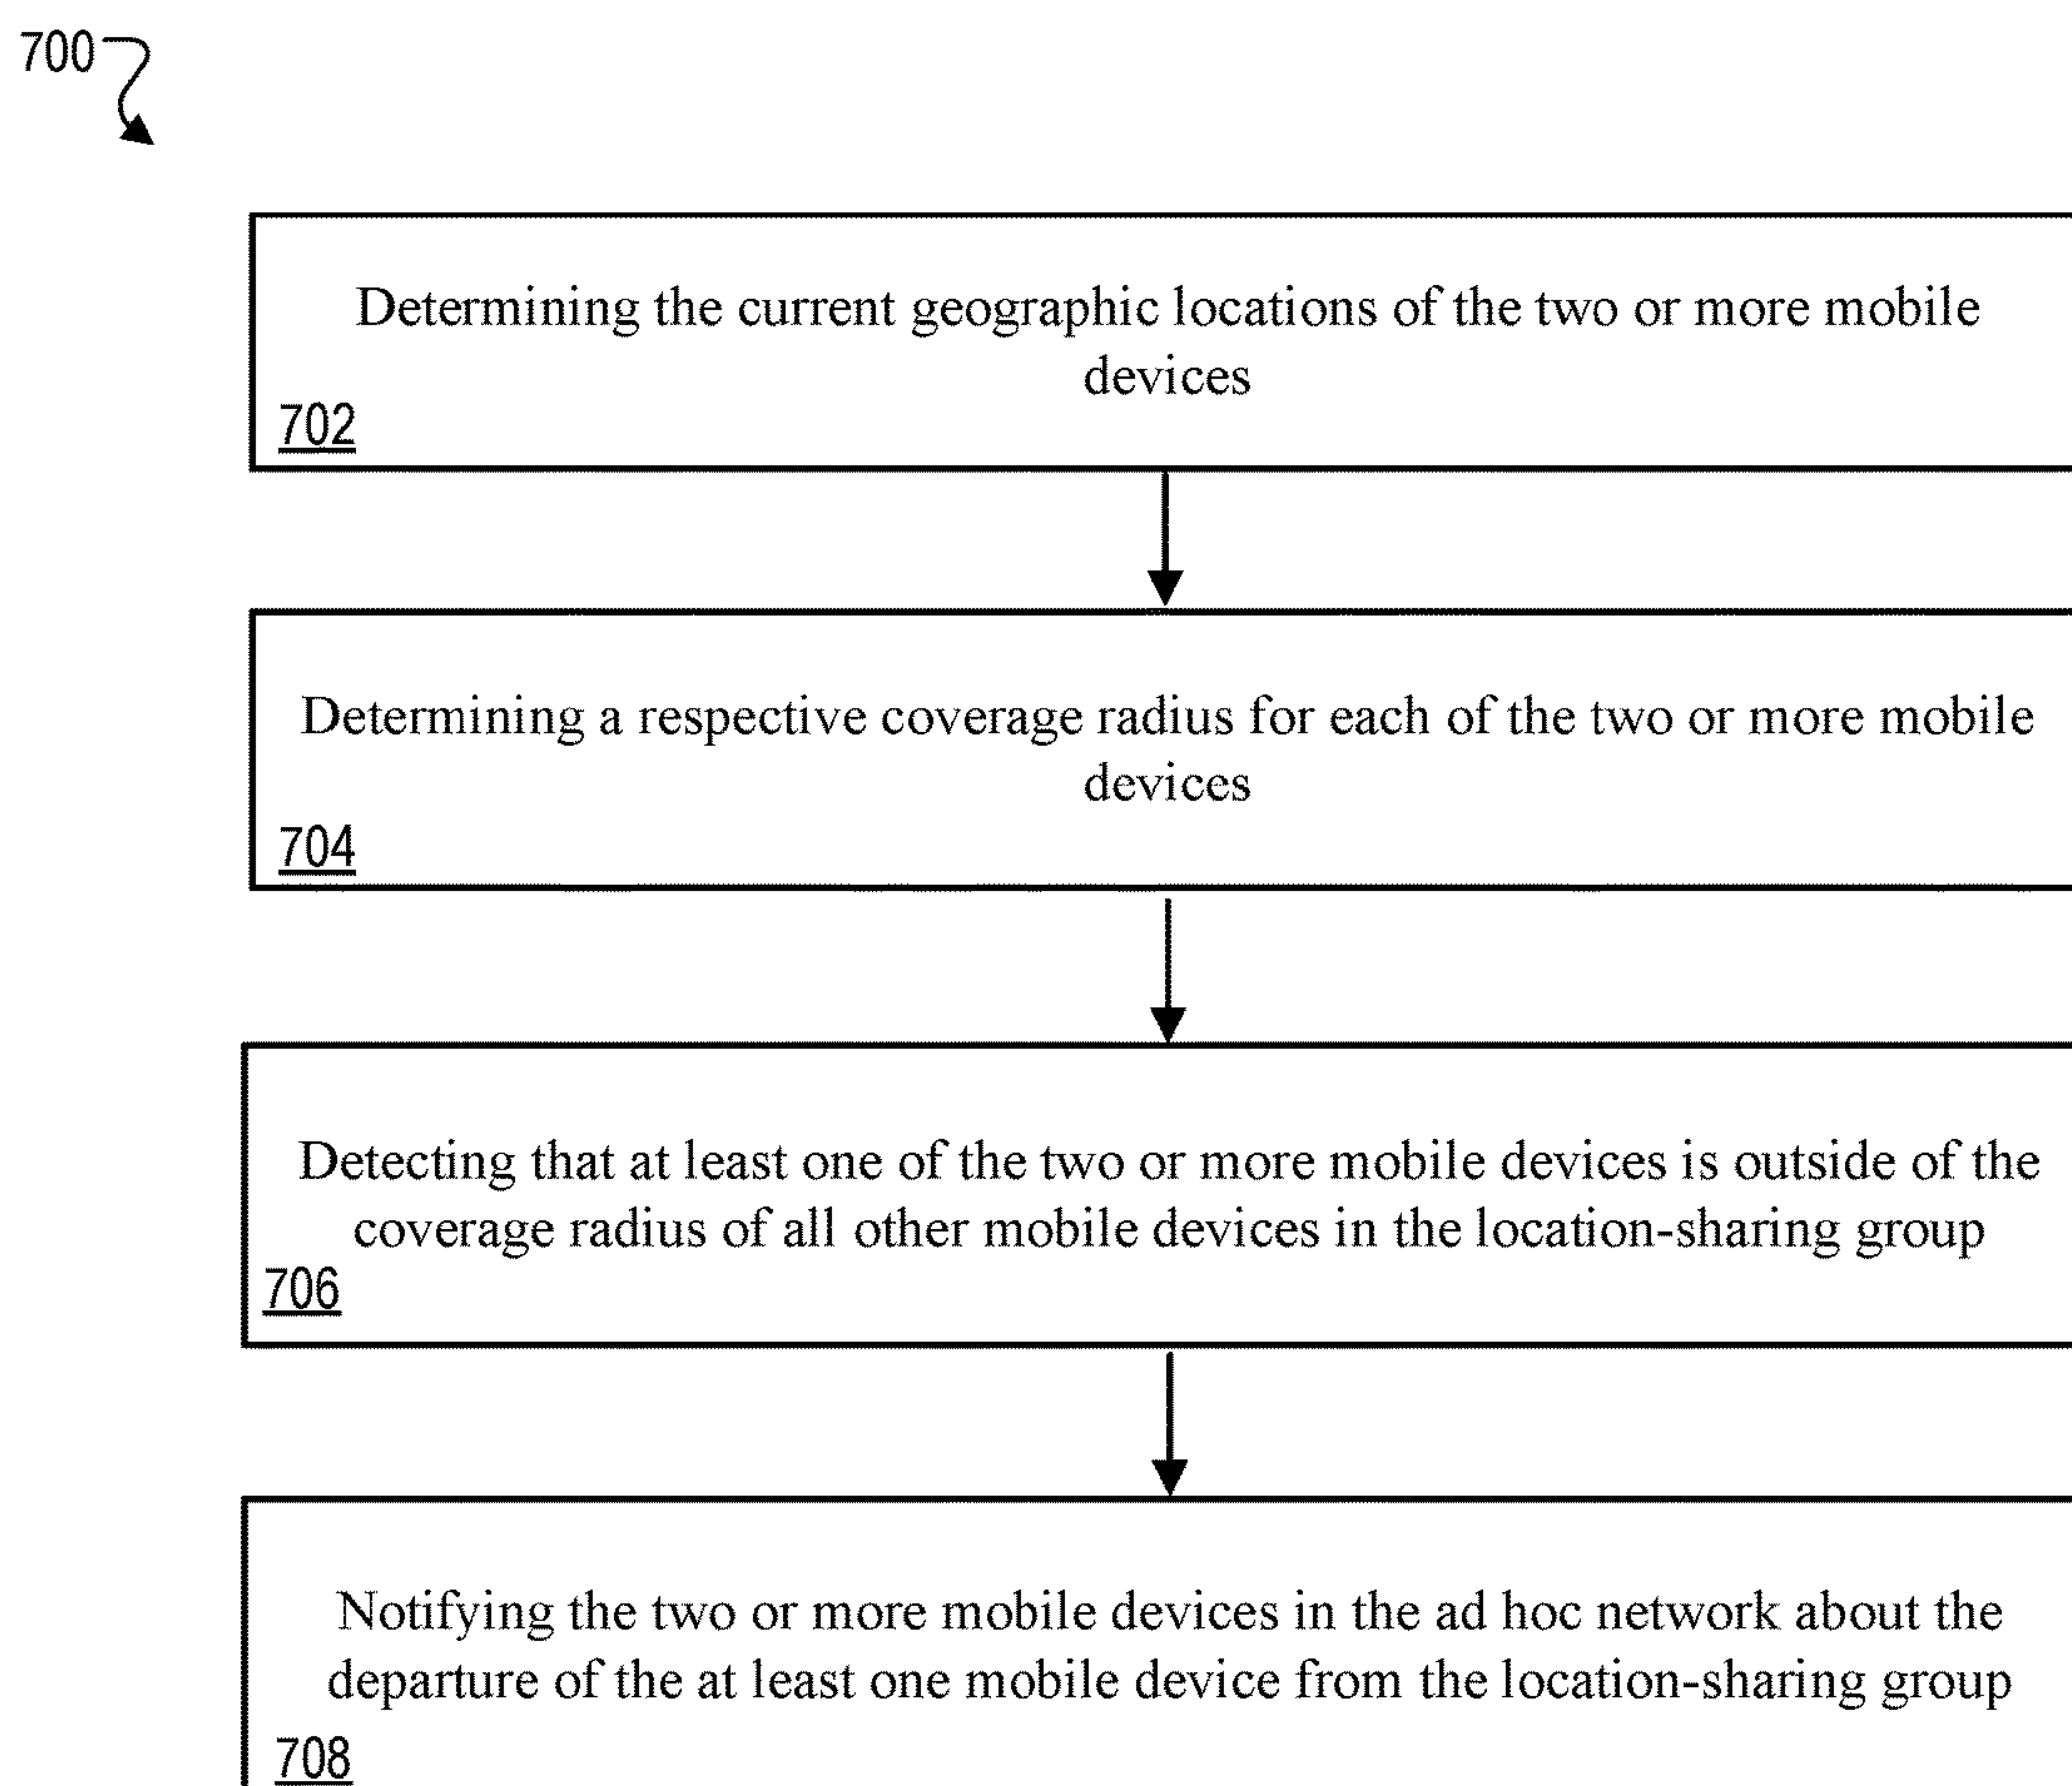 700
Determining the current geographic locations of the two or more mobile
devices
702
Determining a respective coverage radius for each of the two or more mobile
devices
704
Detecting that at least one of the two or more mobile devices is outside of the
coverage radius of all other mobile devices in the location-sharing group
706
Notifying the two or more mobile devices in the ad hoc network about the
departure of the at least one mobile device from the location-sharing group
708